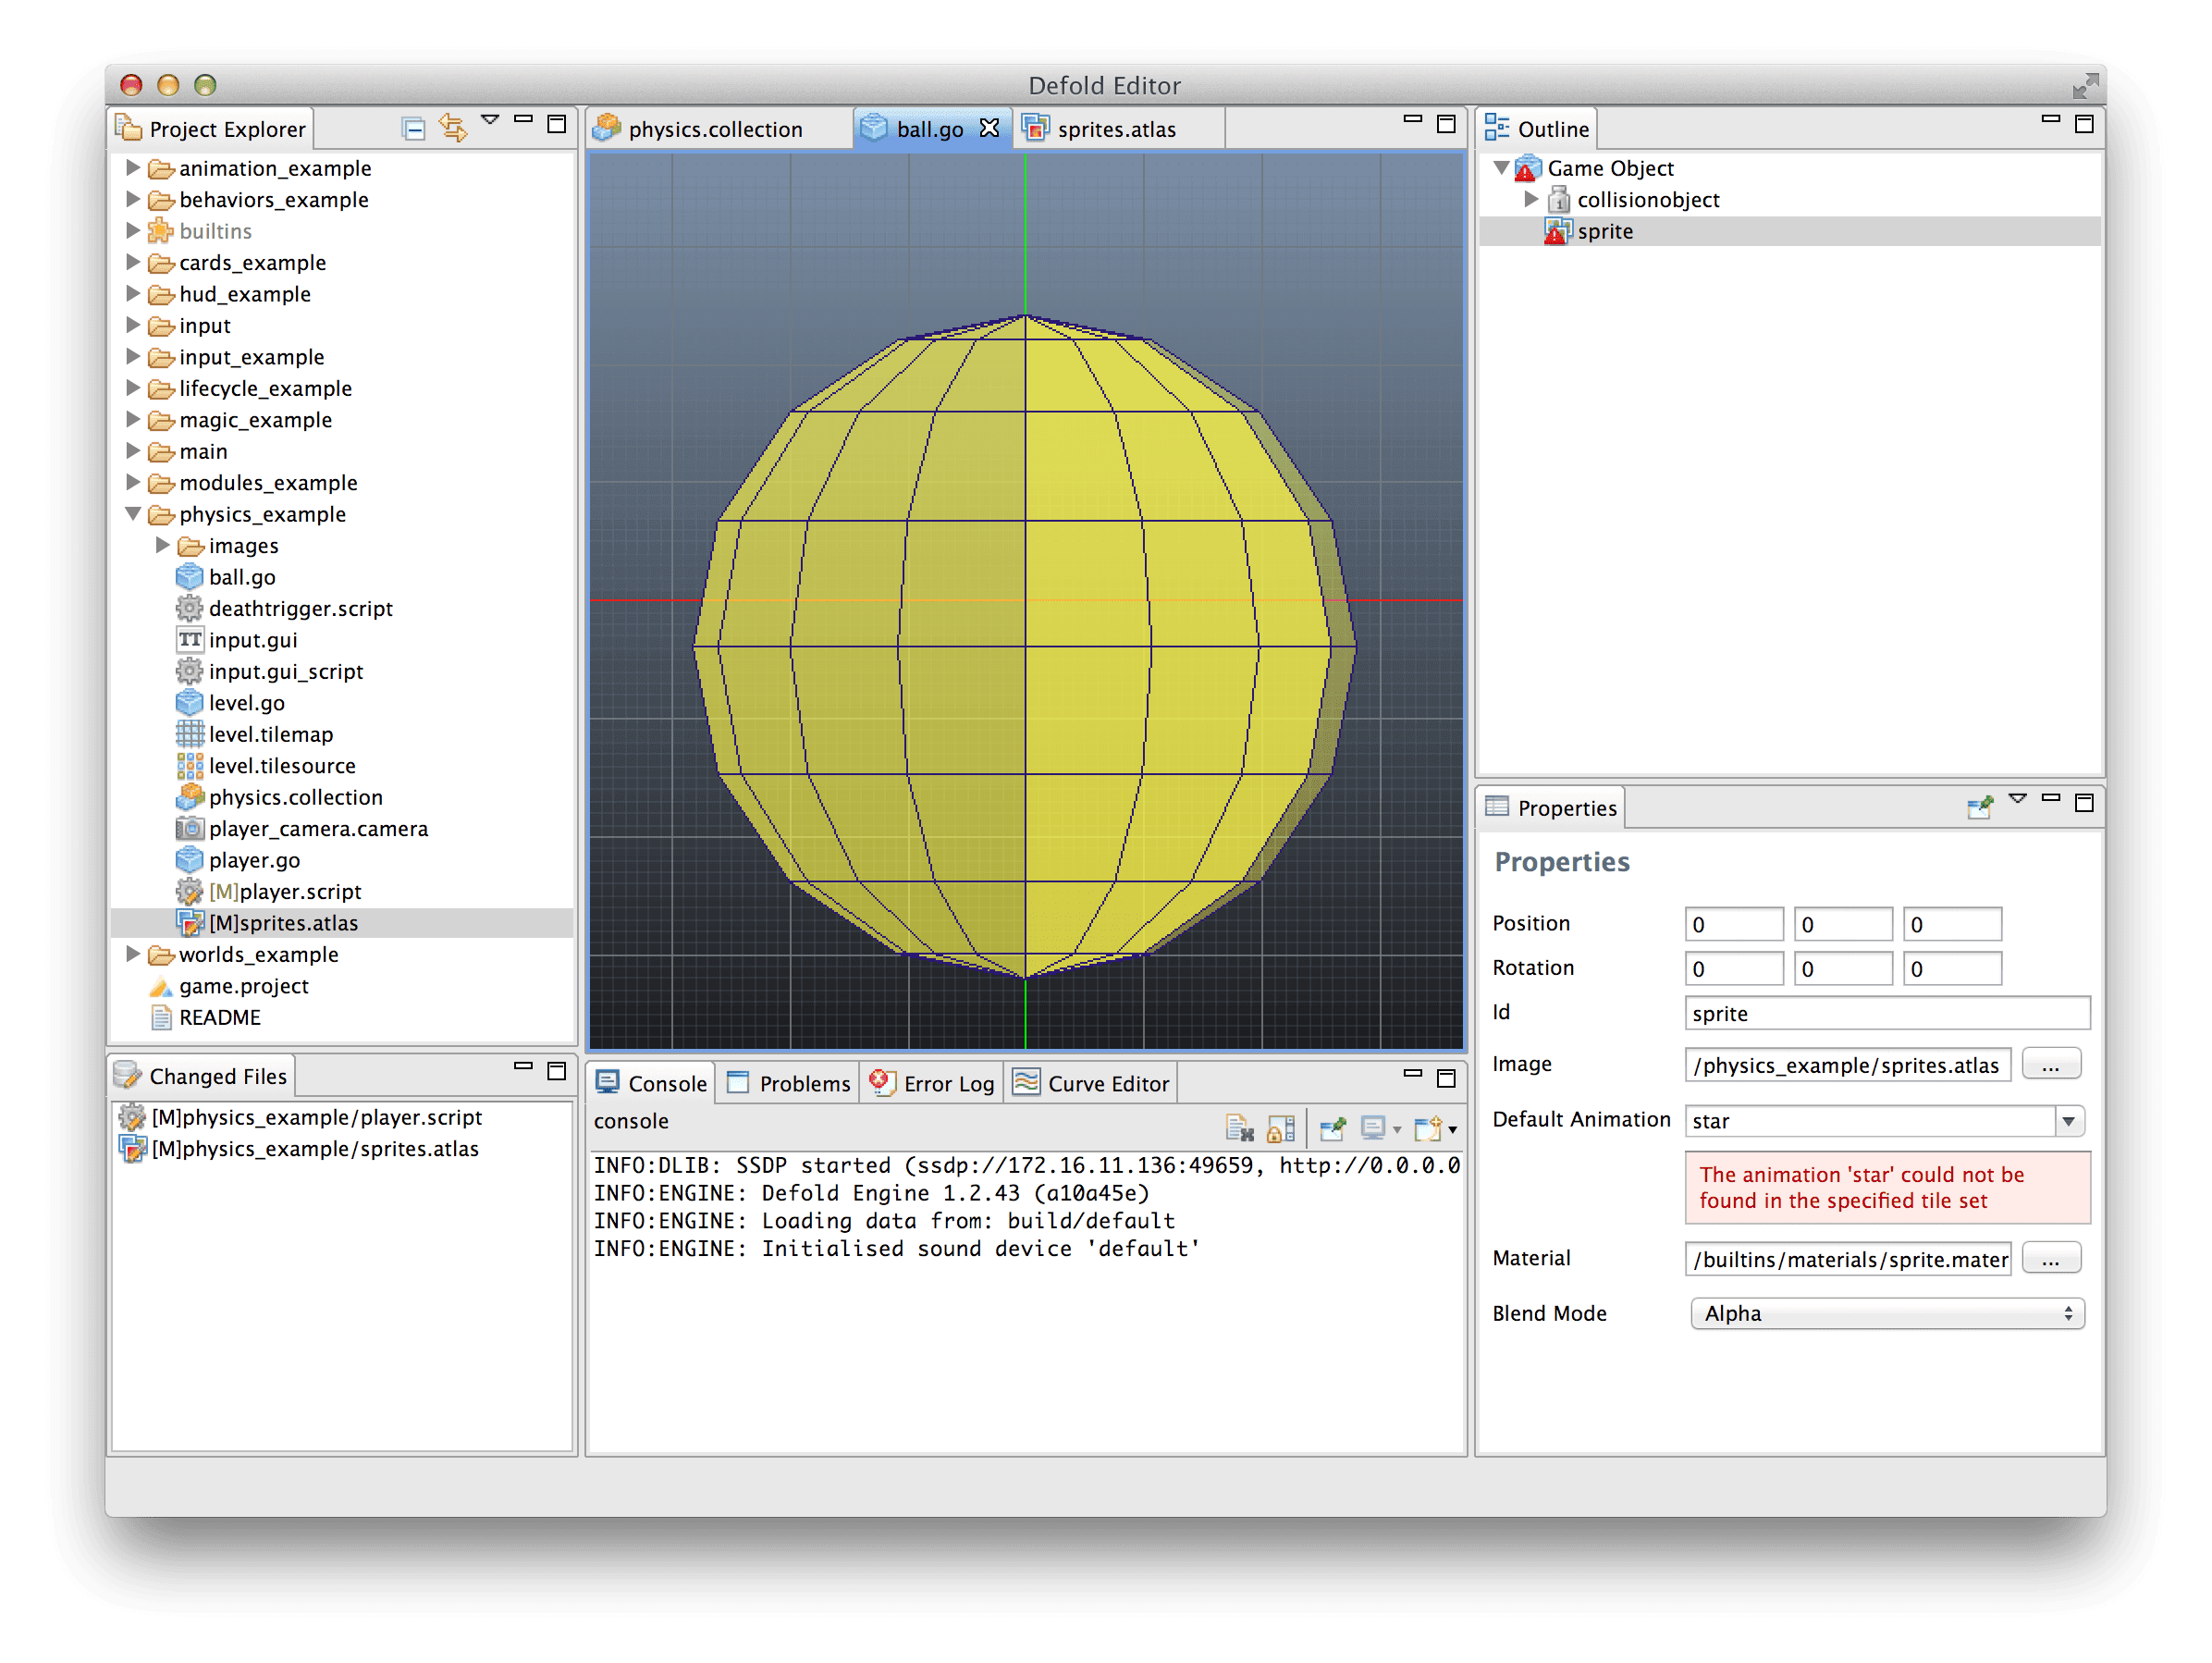 Defold Editor
Project Explorer
animation_example
behaviors_example
builtins
cards_example
hud_example
input
input_example
lifecycle_example
magic_example
main
modules_example
physics_example
images
ball.go
deathtrigger.script
TT input.gui
input.gui_script
level.go
level.tilemap
level.tilesource
physics.collection
player_camera.camera
player.go
[M]player.script
[M]sprites.atlas
worlds_example
game.project
README
Changed Files
[M]physics_example/player.script
[M]physics_example/sprites.atlas
physics.collection
ball.go
sprites.atlas
Console
Problems
Error Log
Curve Editor
console
INFO:DLIB: SSDP started (ssdp://172.16.11.136:49659, http://0.0.0.0
INFO:ENGINE: Defold Engine 1.2.43 (a10a45e)
INFO:ENGINE: Loading data from: build/default
INFO:ENGINE: Initialised sound device 'default'
Outline
Game Object
1 collisionobject
sprite
Properties
Properties
Position 0 0 0
Rotation 0 0 0
Id sprite
Image /physics_example/sprites.atlas ...
Default Animation star
The animation 'star' could not be
found in the specified tile set
Material /builtins/materials/sprite.mater ...
Blend Mode Alpha